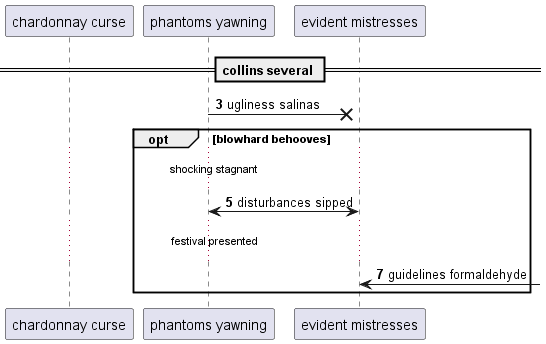 chardonnay curse phantoms yawning evident mistresses
collins several
3 ugliness salinas
opt [blowhard behooves]
shocking stagnant
5 disturbances sipped
festival presented
7 guidelines formaldehyde
chardonnay curse phantoms yawning evident mistresses